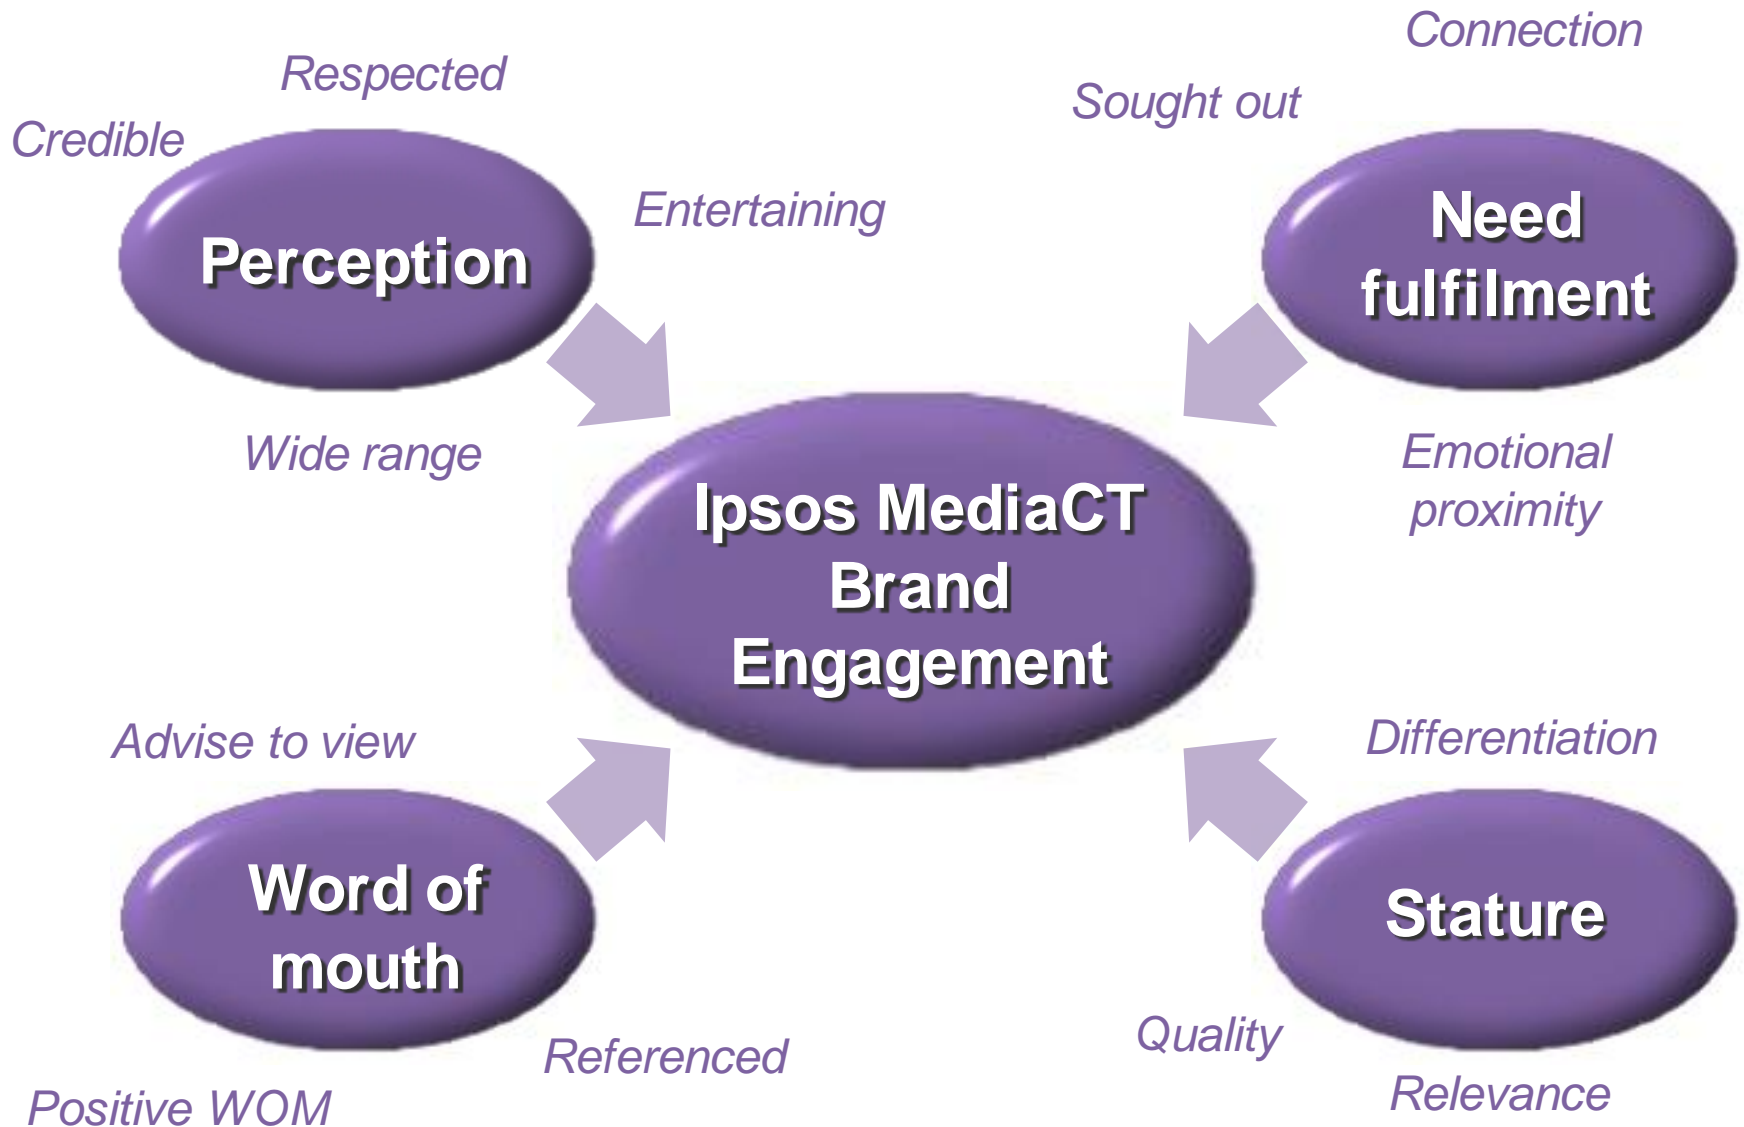 Respected
Credible
Entertaining
Perception
Wide range
Connection
Sought out
Need
fulfilment
Emotional
proximity
Ipsos MediaCT
Brand
Engagement
Advise to view
Word of
mouth
Referenced
Positive WOM
Differentiation
Stature
Quality
Relevance